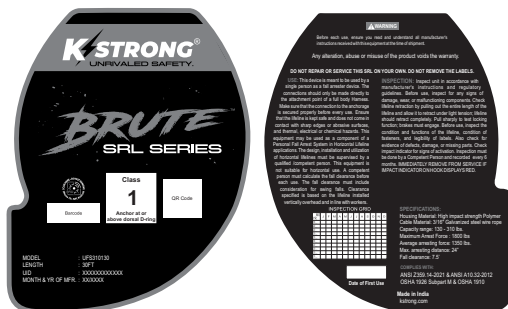 KSTRONG®
UNRIVALED SAFETY.
BRUTE
SRL SERIES
Barcode
Class
1
Anchor at or
above dorsal D-ring
QR Code
MODEL : UFS310130
LENGTH : 30FT
UID : XXXXXXXXXXXXX
MONTH & YR OF MFR. : XX/XXXX
WARNING
Before each use, ensure you need and understand all manufacturer's
instructions received with this equipment at the time of shipment.
Any alteration, abuse or misuse of the product voids the warranty.
DO NOT REPAIR OR SERVICE THIS SRL ON YOUR OWN. DO NOT REMOVE THE LABELS.
USE: This device is meant to be used by a
single person as a fall arrester device. The
connections should only be made directly to
the attachment point of a full body Harness.
Make sure that the connection to the anchorage
is secured properly before every use. Ensure
that the lifeline is kept safe and does not come in
contact with sharp edges or abrasive surfaces,
and thermal, electrical or chemical hazards. This
equipment may be used as a component of a
Personal Fall Arrest System in Horizontal Lifeline
applications. The design, installation and utilization
of horizontal lifelines must be supervised by a
qualified /competent person. This equipment is
not suitable for horizontal use. A competent
person must calculate the fall clearance before
each use. The fall clearance must include
consideration for swing falls. Clearance
specified is based on the lifeline installed
vertically overhead and in line with workers.
INSPECTION: Inspect unit in accordance with
manufacturer's instructions and regulatory
guidelines. Before use, inspect for any signs of
damage, wear, or malfunctioning components. Check
lifeline retraction by pulling out the entire length of the
lifeline and allow it to retract under light tension; lifeline
should retract completely. Pull sharply to test locking
function: brakes must engage. Before use, inspect the
condition and functions of the lifeline, condition of
fasteners, and legibility of labels. Also check for
evidence of defects, damage, or missing parts. Check
impact indicator for signs of activation. Inspection must
be done by a Competent Person and recorded every 6
months. IMMEDIATELY REMOVE FROM SERVICE IF
IMPACT INDICATOR ON HOOK DISPLAYS RED.
INSPECTION GRID
Date of First Use
SPECIFICATIONS:
Housing Material: High impact strength Polymer
Cable Material: 3/16" Galvanized steel wire rope
Capacity range: 130 - 310 lbs.
Maximum Arrest Force : 1800 lbs
Average arresting force: 1350 lbs.
Max. arresting distance: 24"
Fall clearance: 7.5'
COMPLIES WITH:
ANSI Z359.14-2021 & ANSI A10.32-2012
OSHA 1926 Subpart M & OSHA 1910
Made in India
kstrong.com